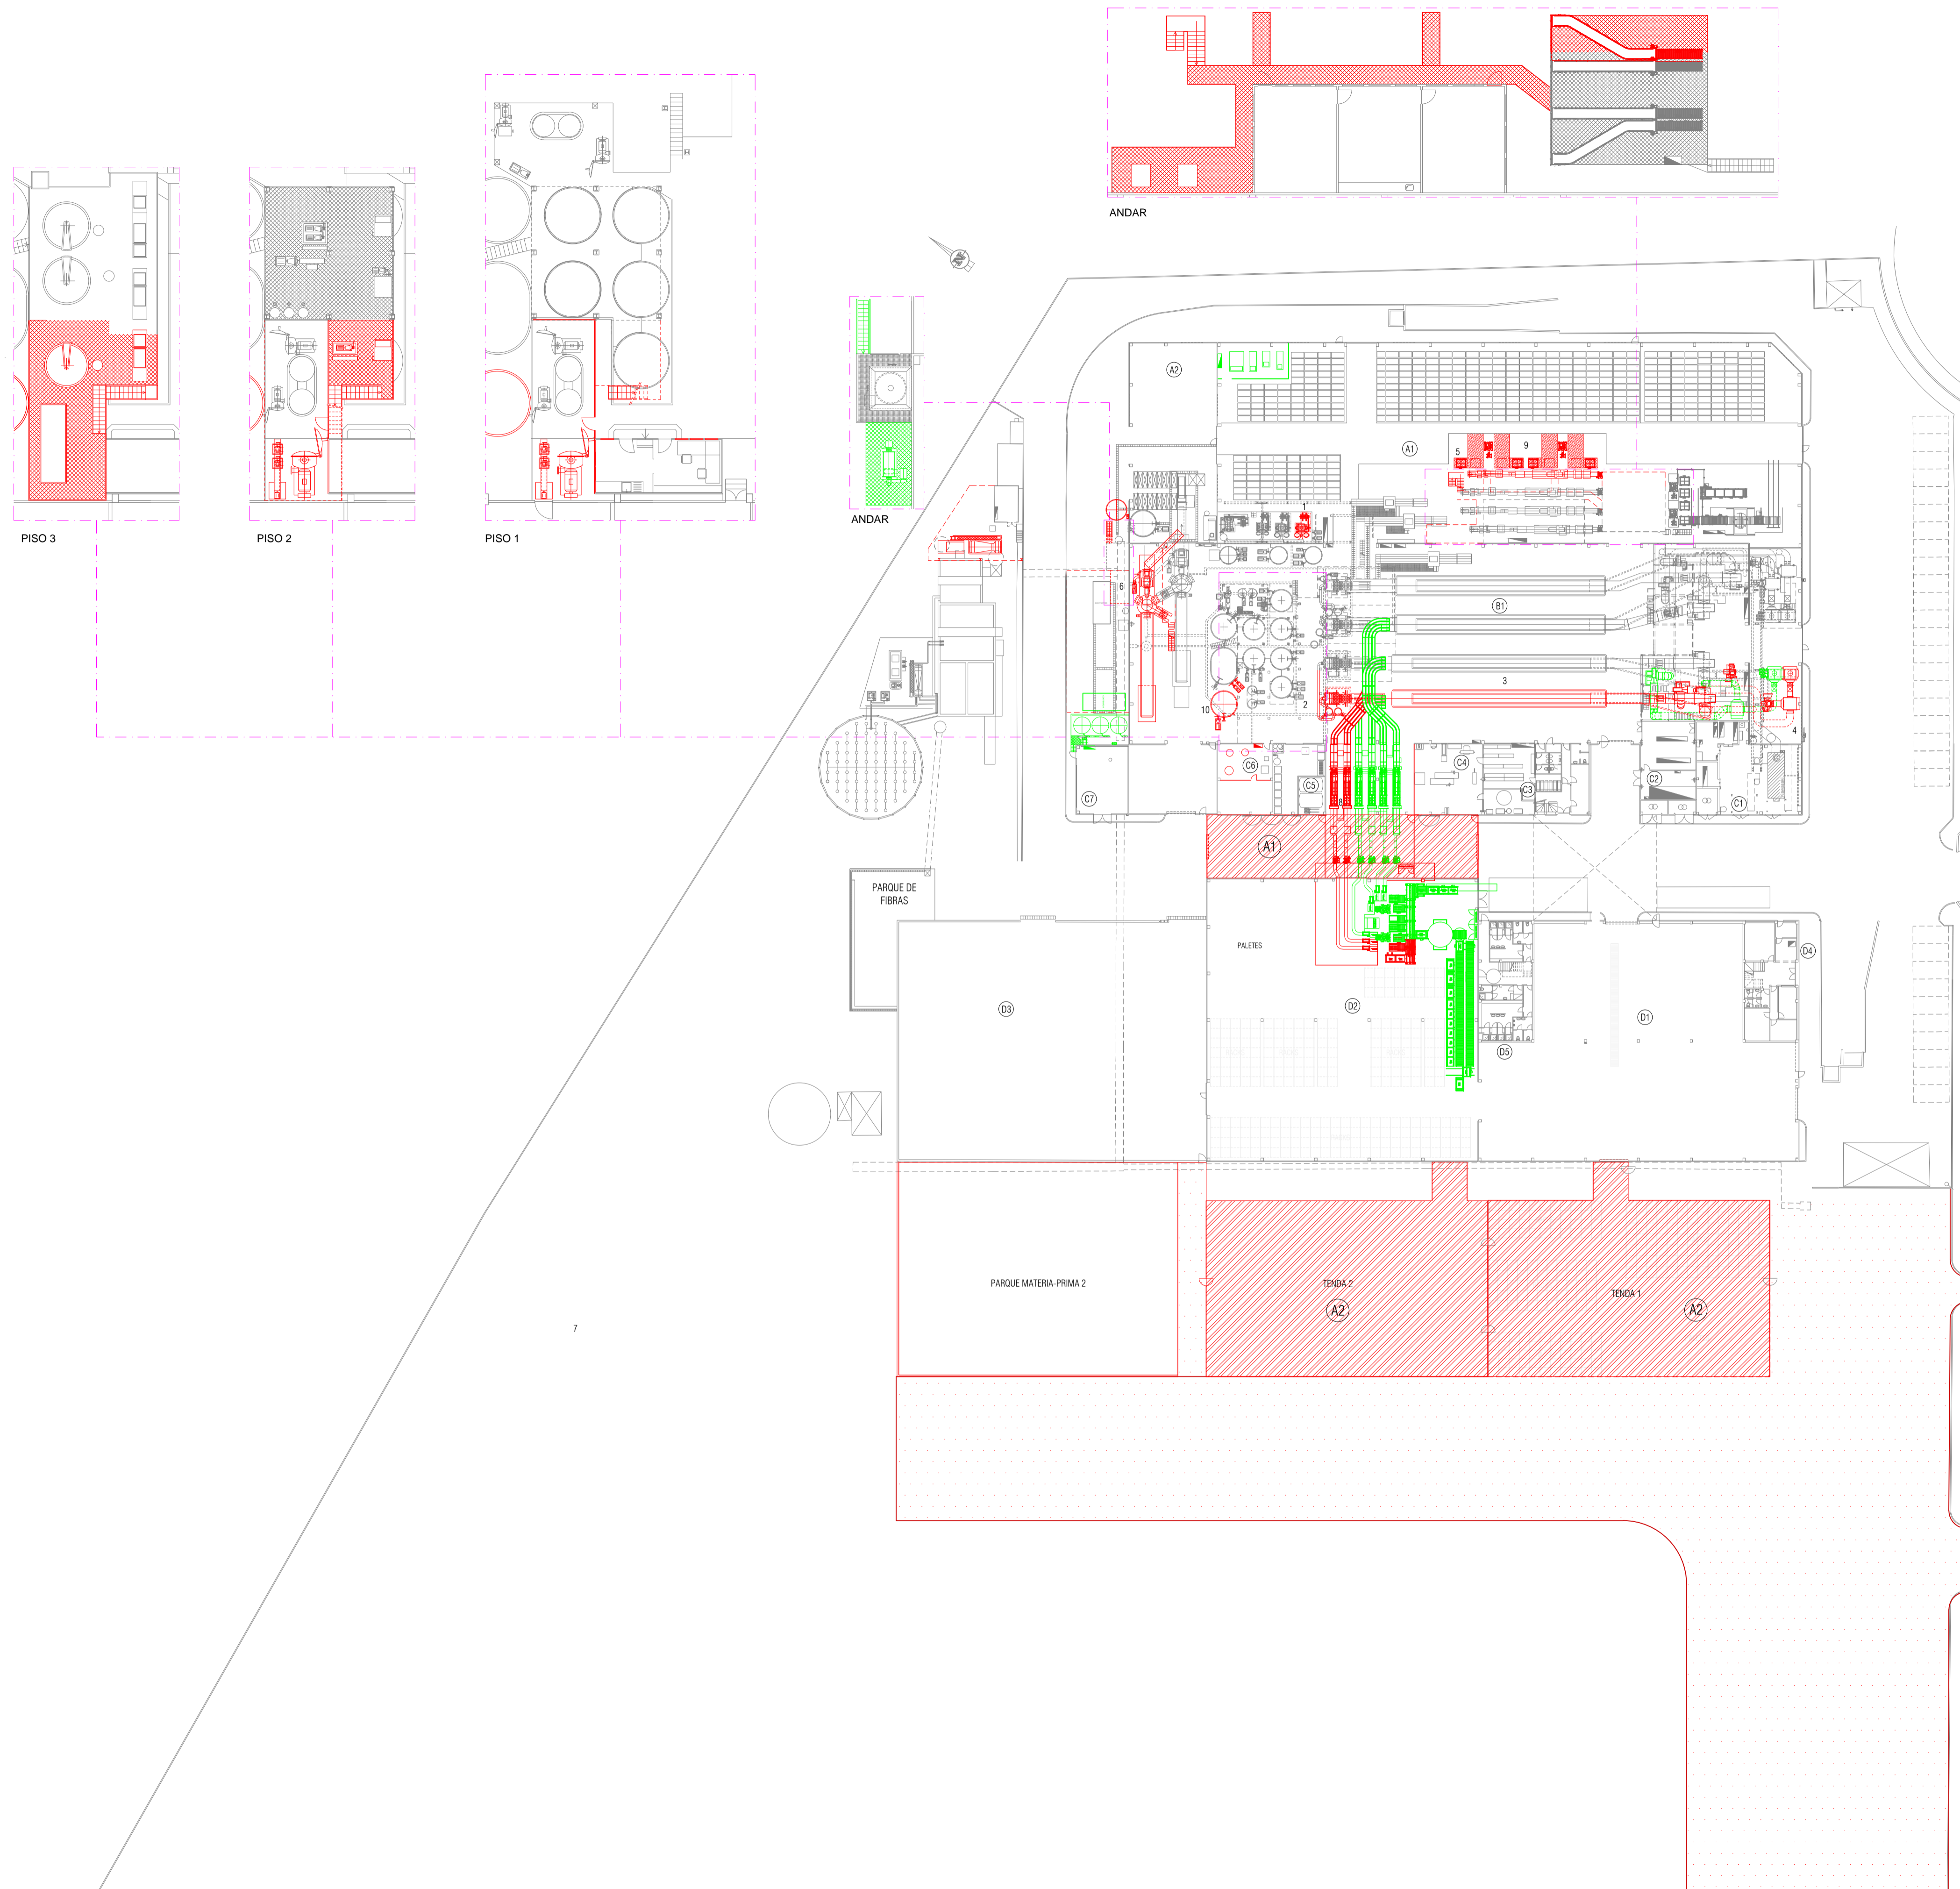 ANDAR
PISO 3
PISO 2
PISO 1
ANDAR
A2
A1
9
5
1
6
B1
3
2
10
4
C6
C5
C4
C3
C2
C1
C7
8
A1
PARQUE DE
FIBRAS
PALETES
D4
D3
D2
D1
D5
PARQUE MATERIA-PRIMA 2
TENDA 2
A2
TENDA 1
A2
7